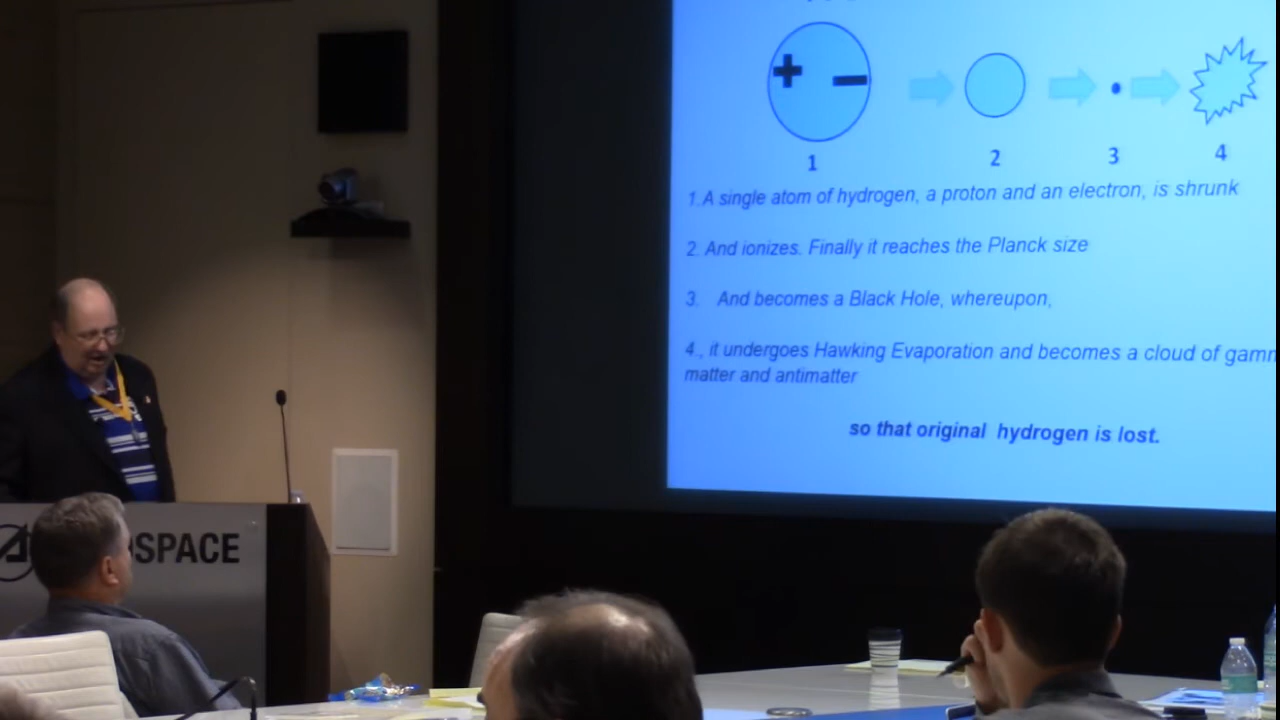 + −
1 2 3 4
1.A single atom of hydrogen, a proton and an electron, is shrunk
2. And ionizes. Finally it reaches the Planck size
3. And becomes a Black Hole, whereupon,
4., it undergoes Hawking Evaporation and becomes a cloud of gamm
matter and antimatter
so that original hydrogen is lost.
OSPACE